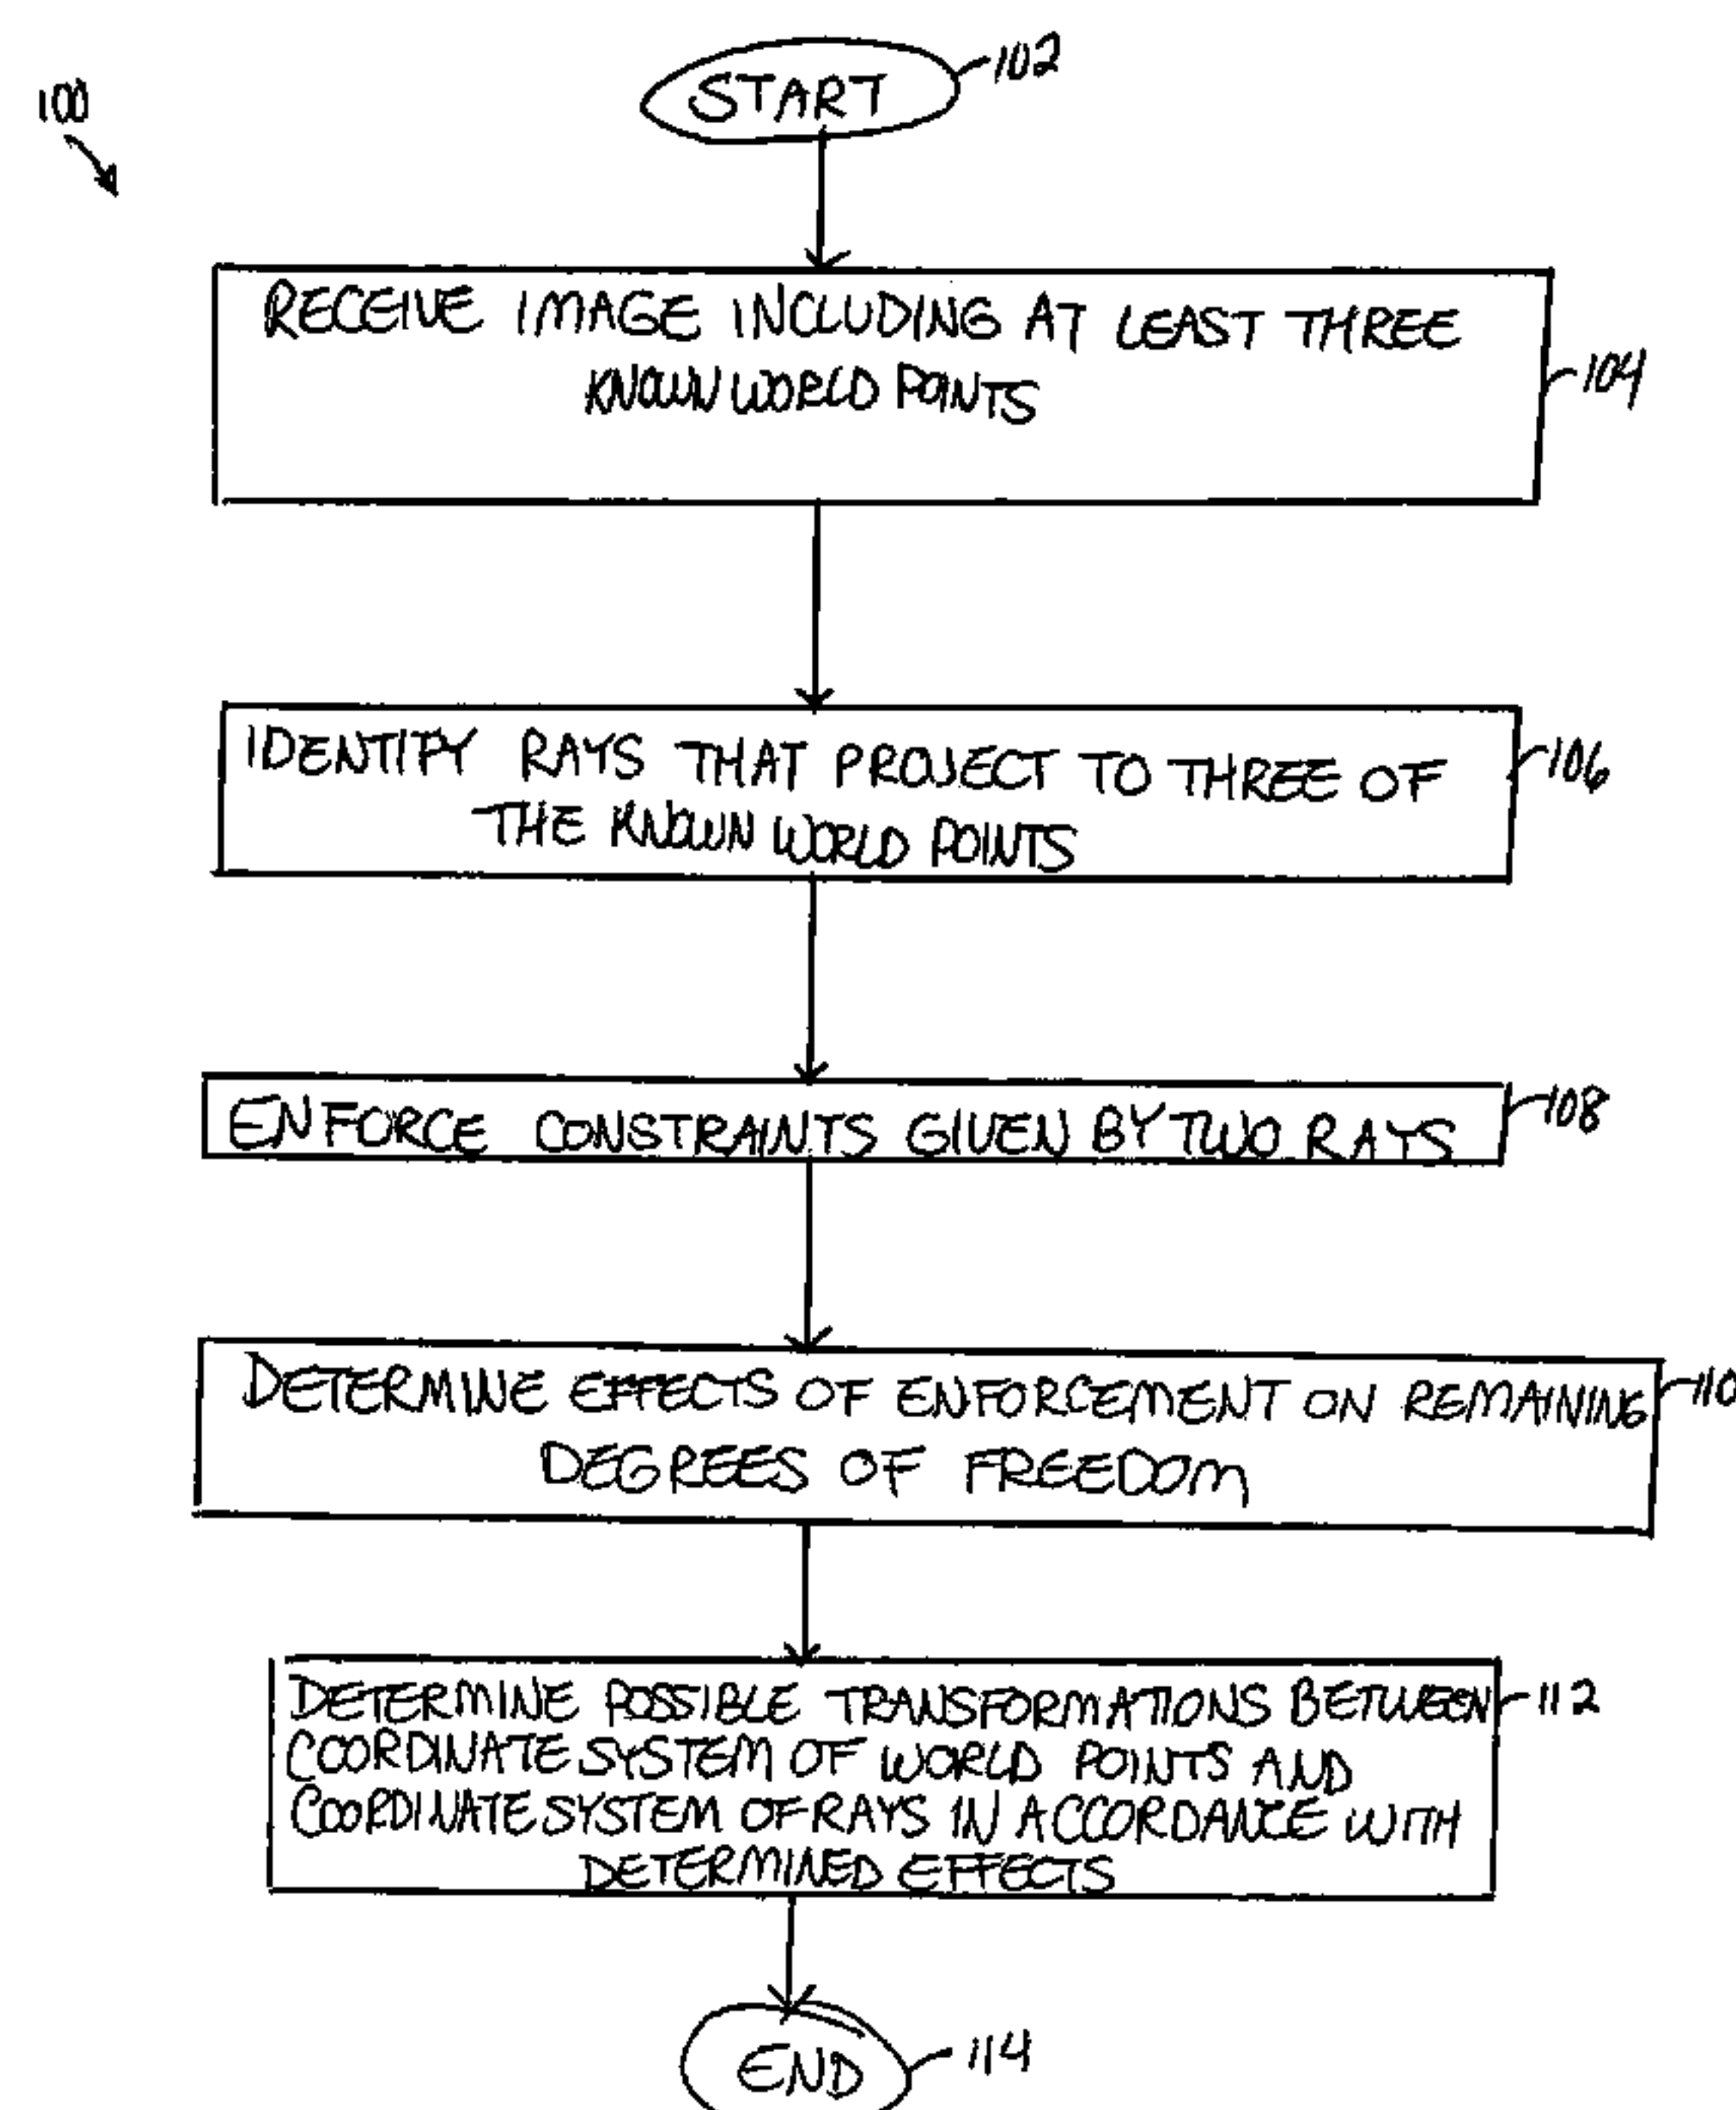 100
START
102
RECEIVE IMAGE INCLUDING AT LEAST THREE
KNOWN WORLD POINTS
104
IDENTIFY RAYS THAT PROJECT TO THREE OF
THE KNOWN WORLD POINTS
106
ENFORCE CONSTRAINTS GIVEN BY TWO RAYS
108
DETERMINE EFFECTS OF ENFORCEMENT ON REMAINING
DEGREES OF FREEDOM
110
DETERMINE POSSIBLE TRANSFORMATIONS BETWEEN
COORDINATE SYSTEM OF WORLD POINTS AND
COORDINATE SYSTEM OF RAYS IN ACCORDANCE WITH
DETERMINED EFFECTS
112
END
114